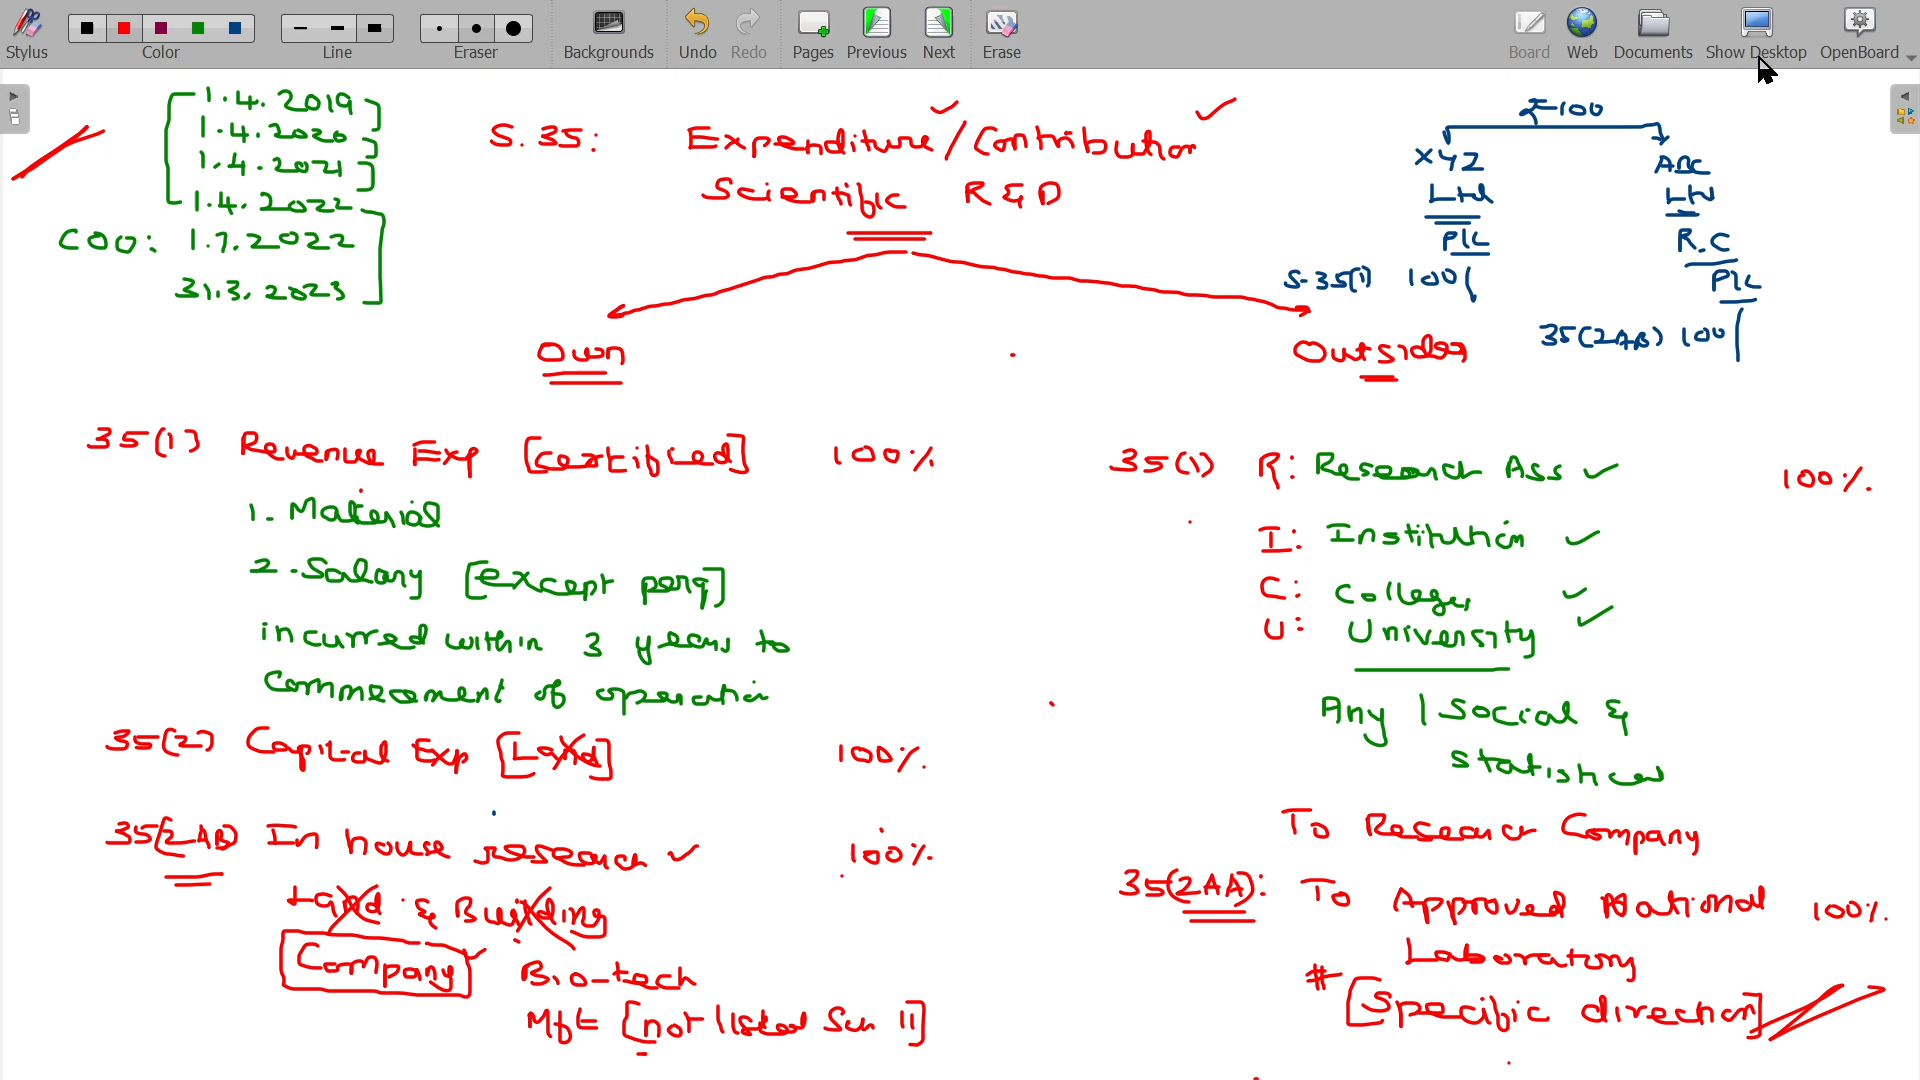 Stylus
Color
Line
Eraser
Backgrounds
Undo
Redo
Pages
Previous
Next
Erase
Board
Web
Documents
Show Desktop
OpenBoard
1.4.2019
1.4.2020
1.4.2021
1.4.2022
COO: 1.7.2022
31.3.2023
S.35: Expenditure/Contribution
Scientific R&D
₹100
XYZ
Ltd
PLC
S.35(1) 100
ABC
Ltd
R.C
PLC
35(2AB) 100
Own
Outsider
35(1) Revenue Exp [certified] 100%
1. Material
2. Salary [except perq]
incurred within 3 years to
Commecement of operation
35(2) Capital Exp [Land] 100%
35(2AB) In house research 100%
Land & Building
Company
Bio-tech
Mft [not listed Sch 11]
35(1) R: Research Ass 100%
I: Institution
C: College,
U: University
Any | Social &
statistical
To Research Company
35(2AA): To Approved National 100%
Laboratory
# [Specific direction]